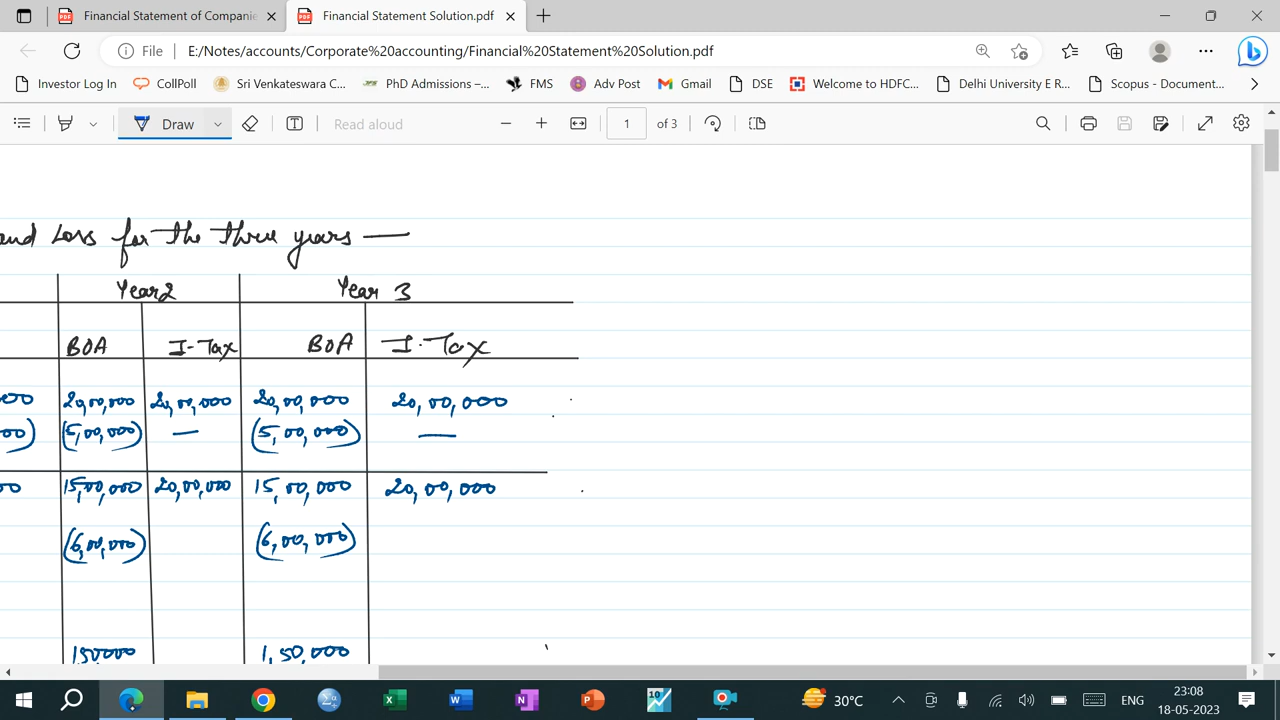 Financial Statement of Companie
Financial Statement Solution.pdf
File E:/Notes/accounts/Corporate%20accounting/Financial%20Statement%20Solution.pdf
Investor Log In CollPoll Sri Venkateswara C... PhD Admissions –... FMS Adv Post Gmail DSE Welcome to HDFC... Delhi University E R... Scopus - Document...
Draw Read aloud 1 of 3
and Loss for the three years —
Year 2 Year 3
BOA I-Tax BOA I.Tax
000 20,00,000 20,00,000 20,00,000 20,00,000
00) (5,00,000) — (5,00,000) —
00 15,00,000 20,00,000 15,00,000 20,00,000
(6,00,000) (6,00,000)
150000 1,50,000
30°C ENG 23:08
18-05-2023